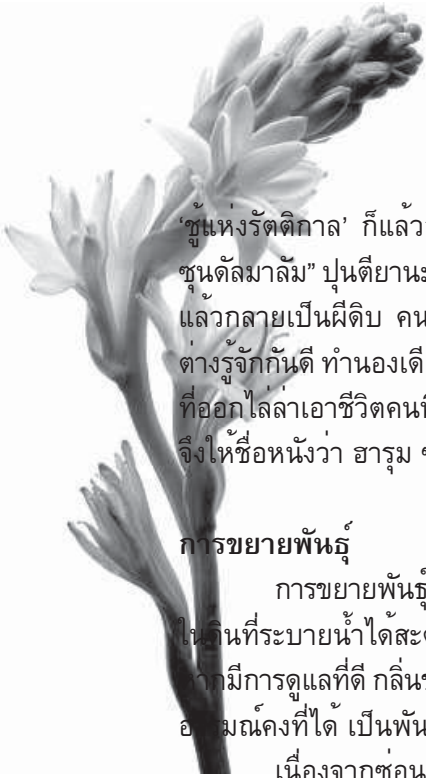 ‘ชู้แห่งรัตติกาล’ ก็แล้ว
ซุนดัลมาลัม” ปุนตียานะ
แล้วกลายเป็นผีดิบ คน
ต่างรู้จักกันดี ทำนองเดี
ที่ออกไล่ล่าเอาชีวิตคน
จึงให้ชื่อหนังว่า ฮารุม
การขยายพันธุ์
การขยายพันธุ์
ในดินที่ระบายน้ำได้สะ
หากมีการดูแลที่ดี กลิ่น
อารมณ์คงที่ได้ เป็นพัน
เนื่องจากซ่อน